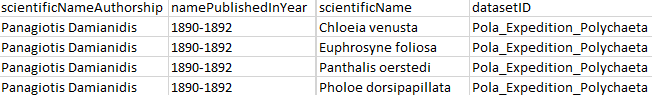 scientificNameAuthorship namePublishedInYear scientificName datasetID
Panagiotis Damianidis 1890-1892 Chloeia venusta Pola_Expedition_Polychaeta
Panagiotis Damianidis 1890-1892 Euphrosyne foliosa Pola_Expedition_Polychaeta
Panagiotis Damianidis 1890-1892 Panthalis oerstedi Pola_Expedition_Polychaeta
Panagiotis Damianidis 1890-1892 Pholoe dorsipapillata Pola_Expedition_Polychaeta